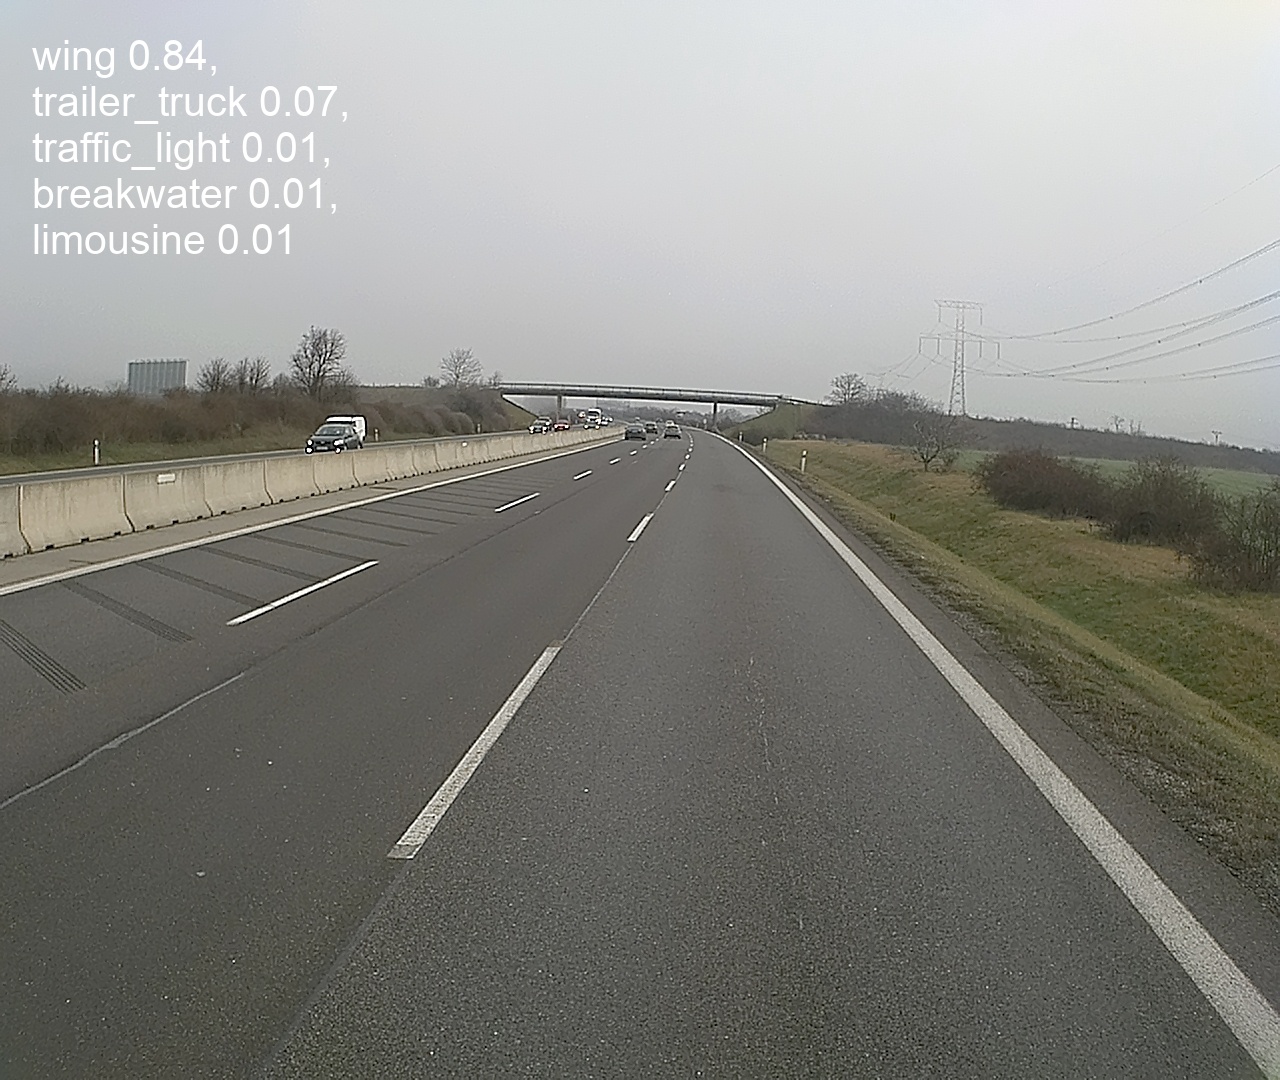 wing 0.84,
trailer_truck 0.07,
traffic_light 0.01,
breakwater 0.01,
limousine 0.01